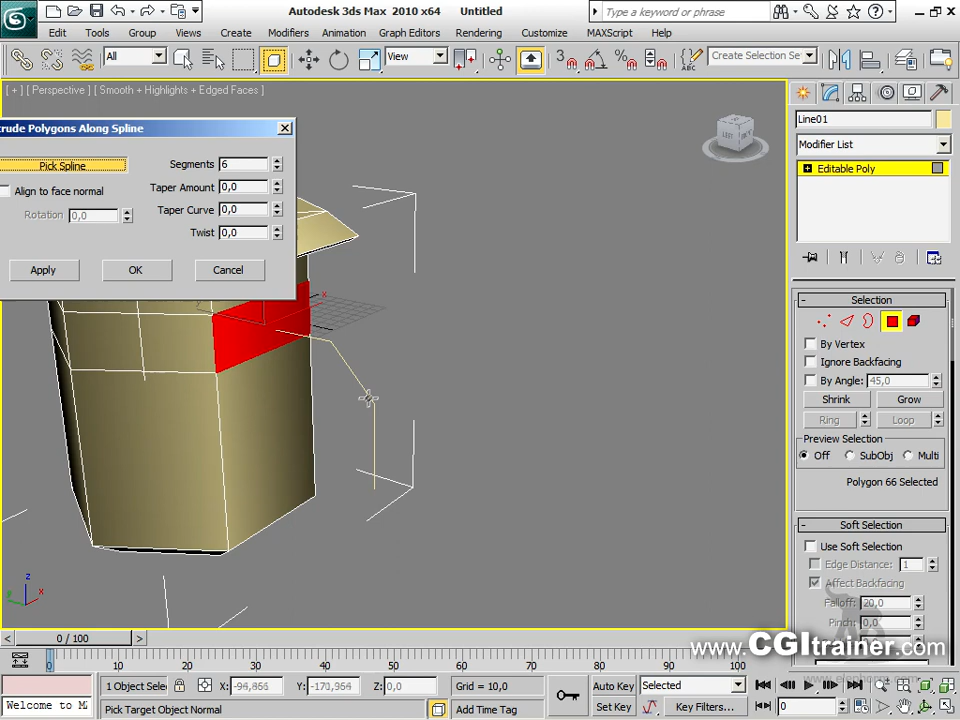 Autodesk 3ds Max 2010 x64 Untitled
Type a keyword or phrase
Edit Tools Group Views Create Modifiers Animation Graph Editors Rendering Customize MAXScript Help
All View Create Selection Se
[ + ] [ Perspective ] [ Smooth + Highlights + Edged Faces ]
trude Polygons Along Spline
Pick Spline
Segments 6
Align to face normal
Taper Amount 0,0
Rotation 0,0
Taper Curve 0,0
Twist 0,0
Apply OK Cancel
LEFT
x
z
y
x
Line01
Modifier List
Editable Poly
Selection
By Vertex
Ignore Backfacing
By Angle: 45,0
Shrink Grow
Ring Loop
Preview Selection
Off SubObj Multi
Polygon 66 Selected
Soft Selection
Use Soft Selection
Edge Distance: 1
Affect Backfacing
Falloff: 20,0
Pinch: 0,0
www.CGItrainer.com
0 / 100
0 10 20 30 40 50 60 70 80 90 100
1 Object Selec X: -94,866 Y: -170,954 Z: 0,0 Grid = 10,0 Auto Key Selected
Welcome to M
Pick Target Object Normal Add Time Tag Set Key Key Filters... 0